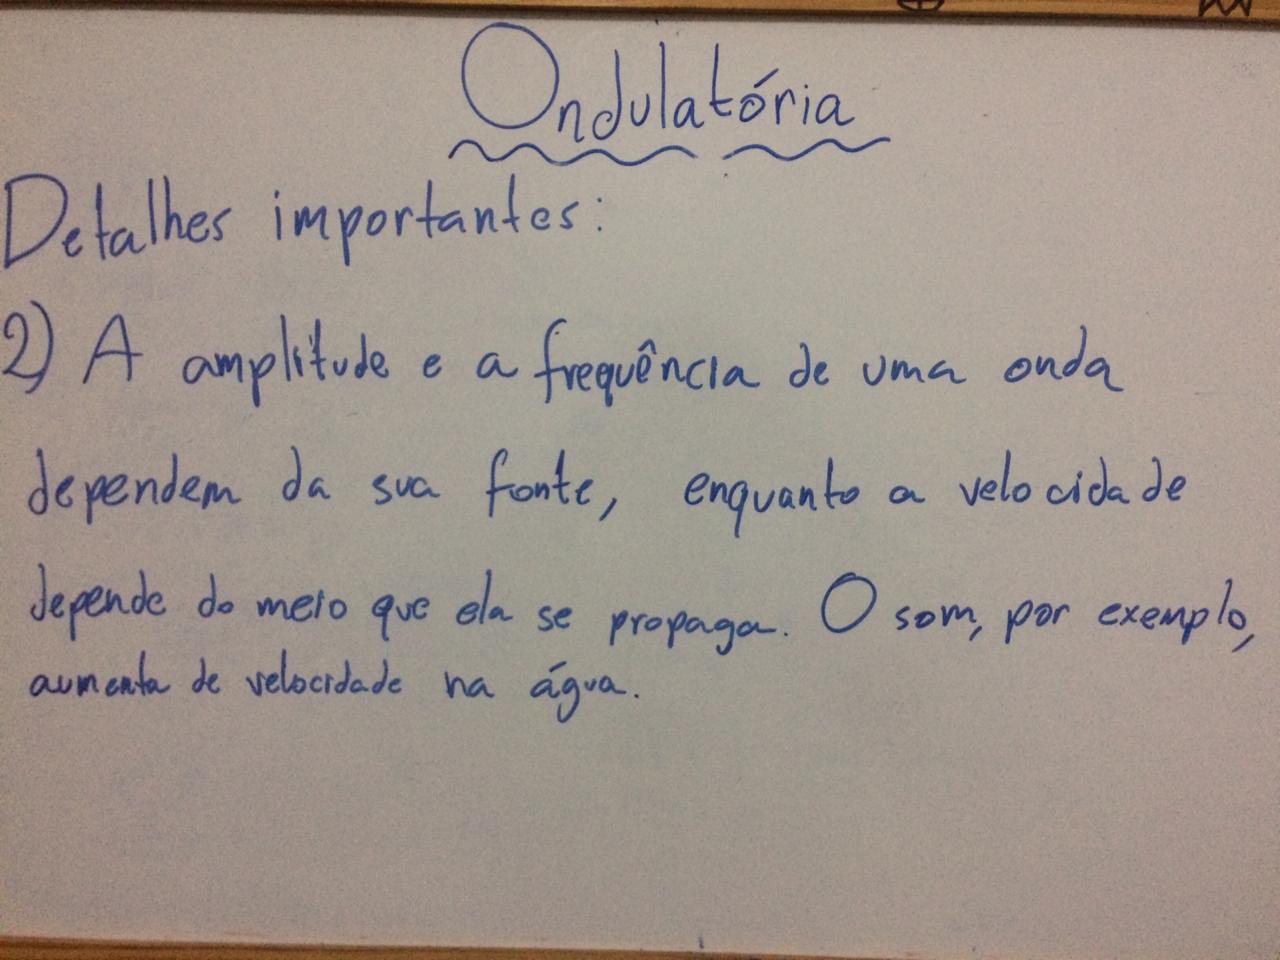 Ondulatória
Detalhes importantes:
2) A amplitude e a frequência de uma onda
dependem da sua fonte, enquanto a velocidade
depende do meio que ela se propaga. O som, por exemplo,
aumenta de velocidade na água.